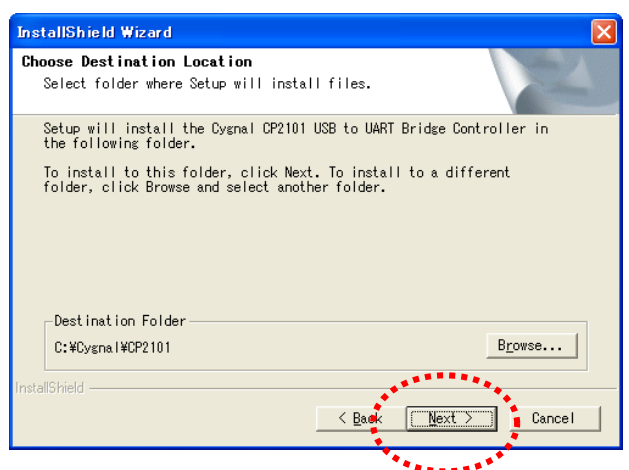 InstallShield Wizard
Choose Destination Location
Select folder where Setup will install files.
Setup will install the Cygnal CP2101 USB to UART Bridge Controller in
the following folder.
To install to this folder, click Next. To install to a different
folder, click Browse and select another folder.
Destination Folder
C:¥Cygnal¥CP2101
Browse...
InstallShield
< Back
Next >
Cancel